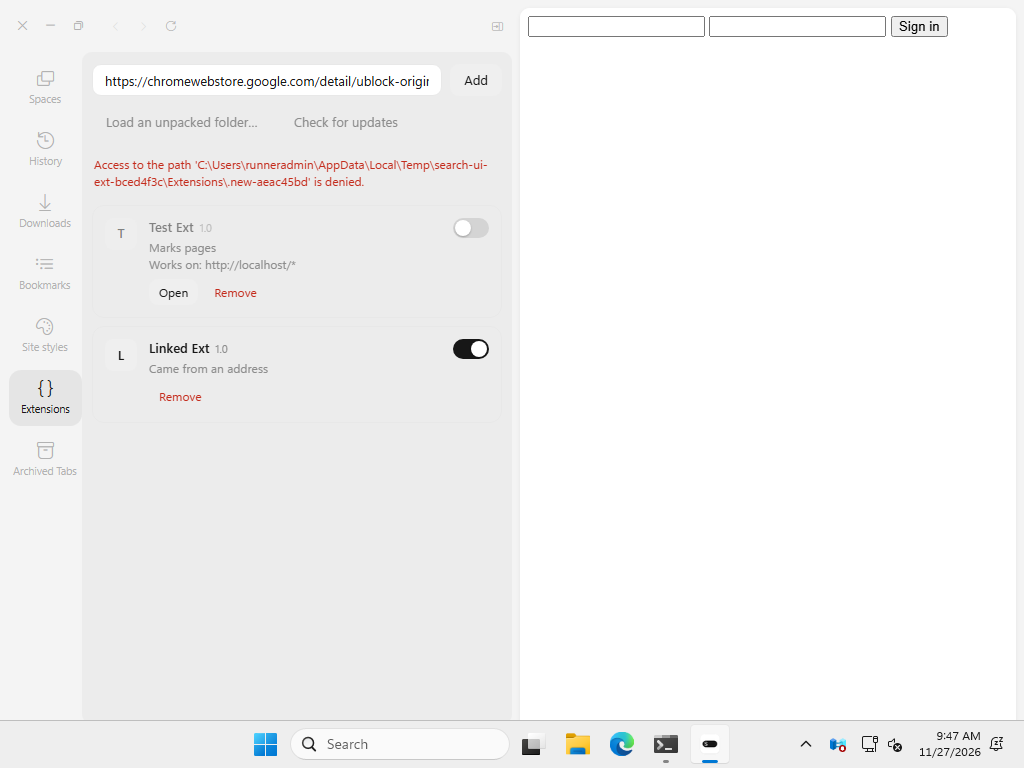 Sign in
https://chromewebstore.google.com/detail/ublock-origin
Add
Spaces
Load an unpacked folder...
Check for updates
History
Access to the path 'C:\Users\runneradmin\AppData\Local\Temp\search-ui-
ext-bced4f3c\Extensions\.new-aeac45bd' is denied.
Downloads
T
Test Ext 1.0
Marks pages
Works on: http://localhost/*
Bookmarks
Open
Remove
Site styles
L
Linked Ext 1.0
Came from an address
Remove
{ }
Extensions
Archived Tabs
Search
9:47 AM
11/27/2026